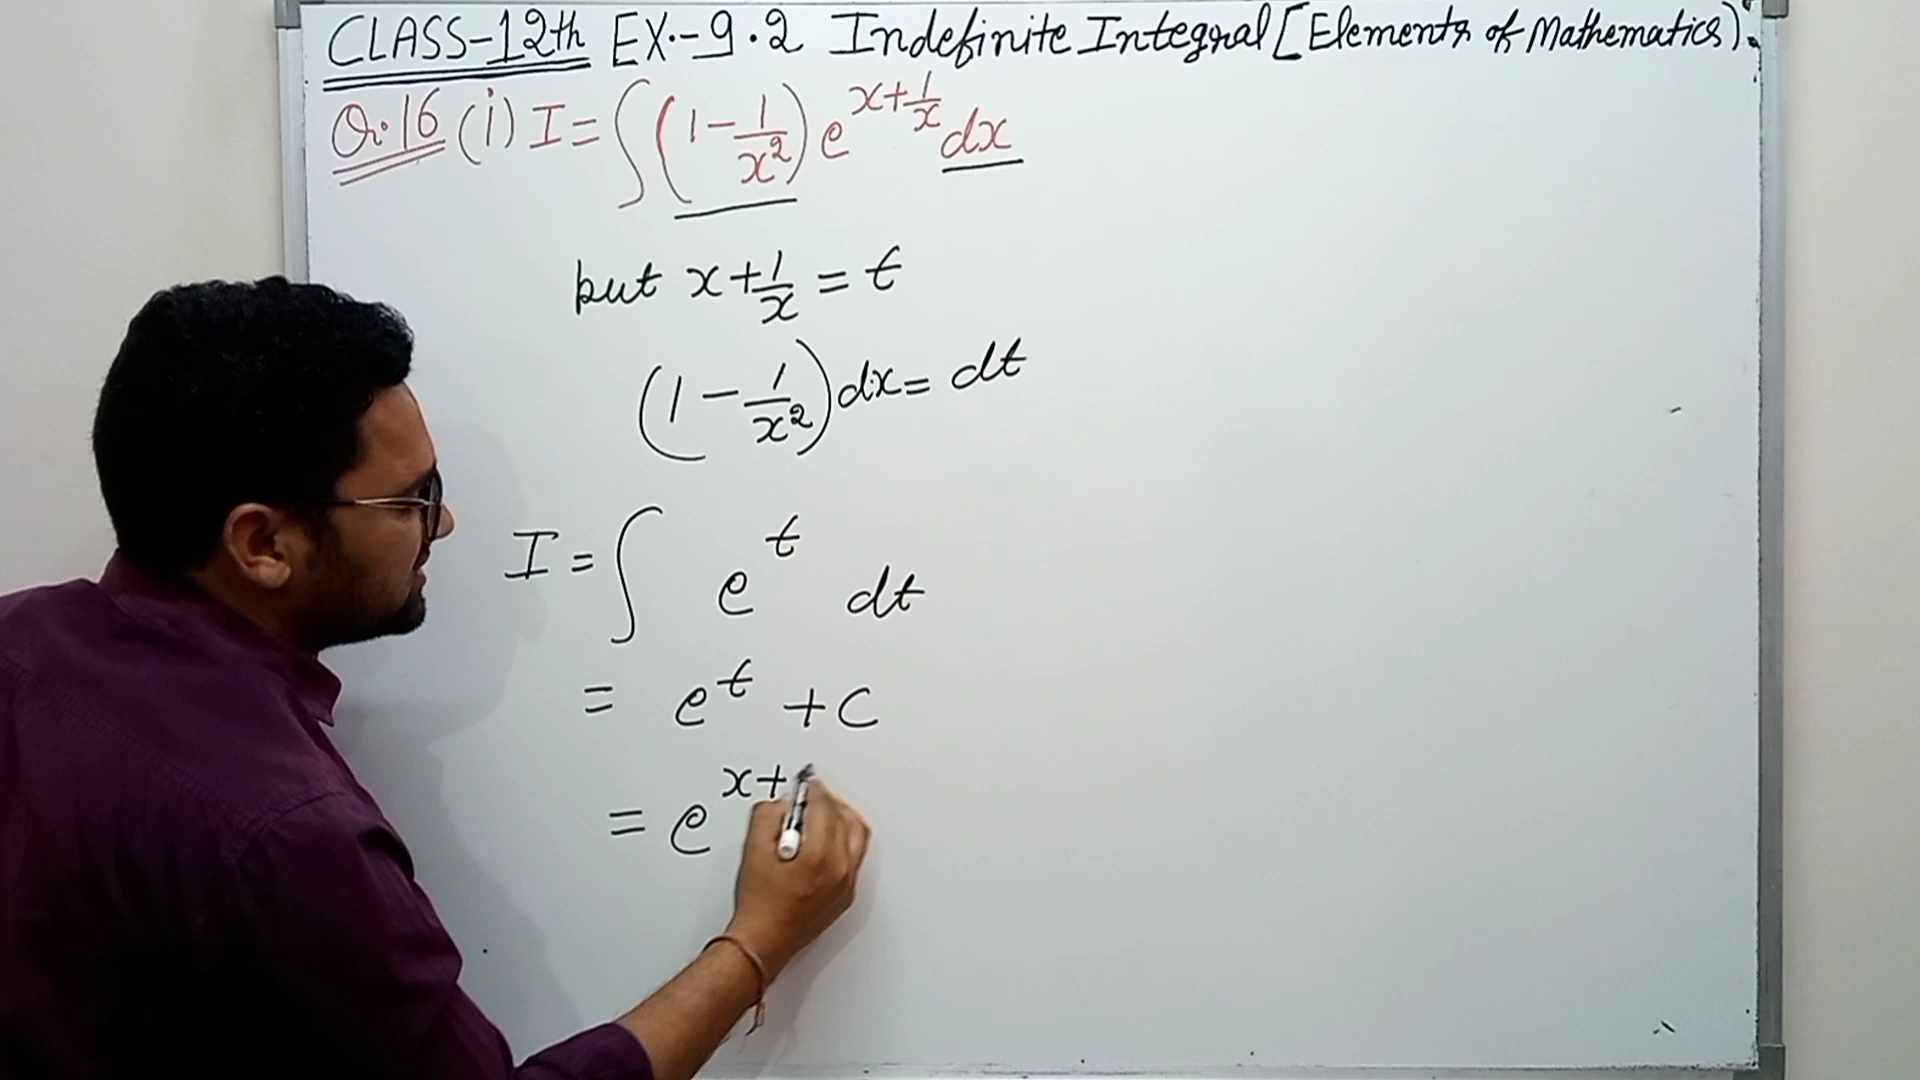 CLASS-12th EX.-9.2 Indefinite Integral [Elements of Mathematics).
Q.16 (i) I = ∫(1 - 1/x²) e^(x+1/x) dx
but x + 1/x = t
(1 - 1/x²) dx = dt
I = ∫ e^t dt
= e^t + c
= e^(x+